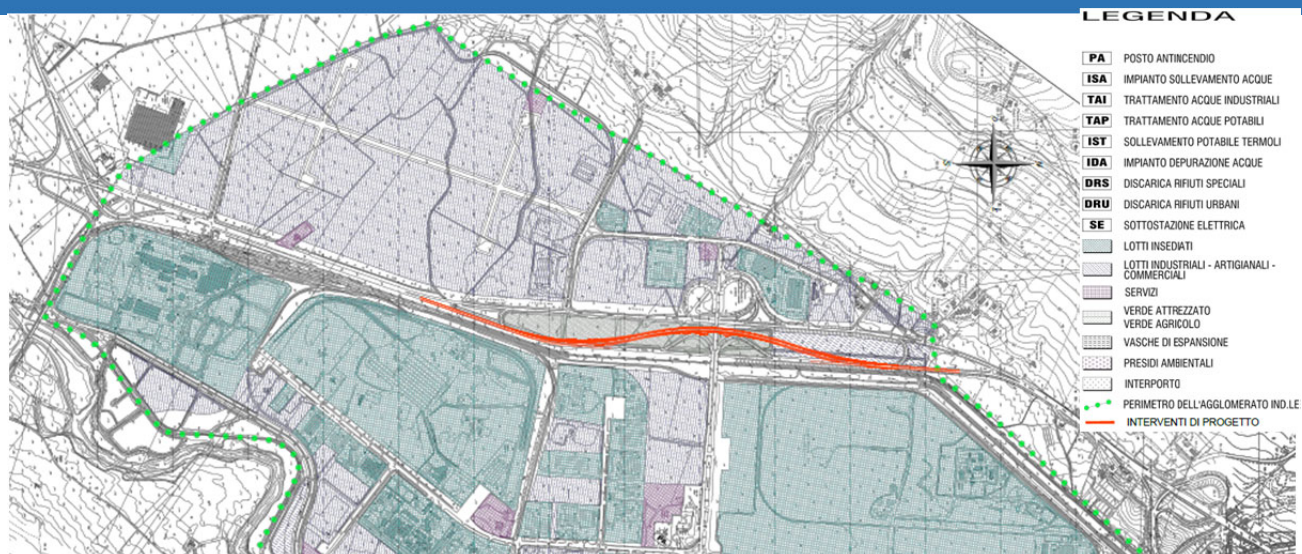 LEGENDA
PA POSTO ANTINCENDIO
ISA IMPIANTO SOLLEVAMENTO ACQUE
TAI TRATTAMENTO ACQUE INDUSTRIALI
TAP TRATTAMENTO ACQUE POTABILI
IST SOLLEVAMENTO POTABILE TERMOLI
IDA IMPIANTO DEPURAZIONE ACQUE
DRS DISCARICA RIFIUTI SPECIALI
DRU DISCARICA RIFIUTI URBANI
SE SOTTOSTAZIONE ELETTRICA
LOTTI INSEDIATI
LOTTI INDUSTRIALI - ARTIGIANALI -
COMMERCIALI
SERVIZI
VERDE ATTREZZATO
VERDE AGRICOLO
VASCHE DI ESPANSIONE
PRESIDI AMBIENTALI
INTERPORTO
PERIMETRO DELL'AGGLOMERATO IND.LE
INTERVENTI DI PROGETTO